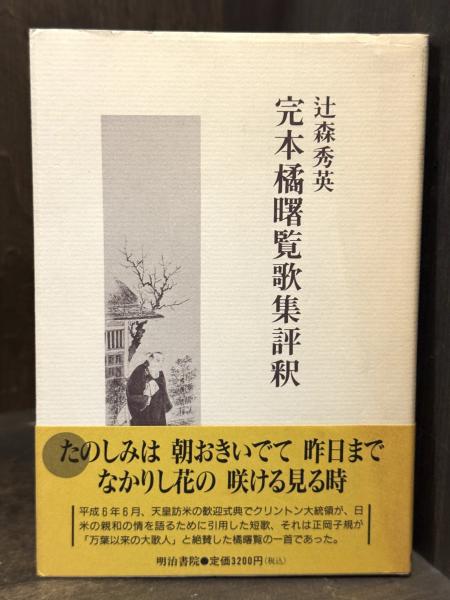 辻森秀英
完本橘曙覧歌集評釈
たのしみは 朝おきいでて 昨日まで
なかりし花の 咲ける見る時
平成6年6月、天皇訪米の歓迎式典でクリントン大統領が、日
米の親和の情を語るために引用した短歌、それは正岡子規が
「万葉以来の大歌人」と絶賛した橘曙覧の一首であった。
明治書院●定価3200円(税込)